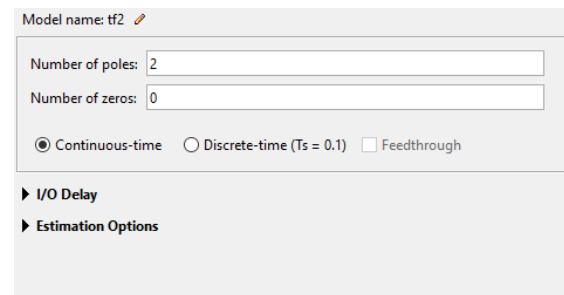 Model name: tf2
Number of poles: 2
Number of zeros: 0
Continuous-time Discrete-time (Ts = 0.1) Feedthrough
I/O Delay
Estimation Options